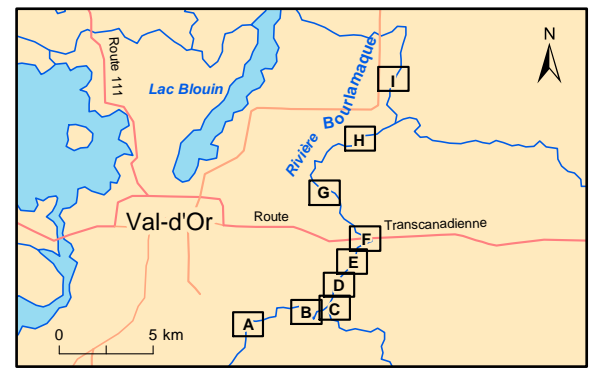 N
Route 111
Lac Blouin
Rivière Bourlamaque
I
H
G
Val-d'Or
Route
Transcanadienne
F
E
D
A
B
C
0
5 km